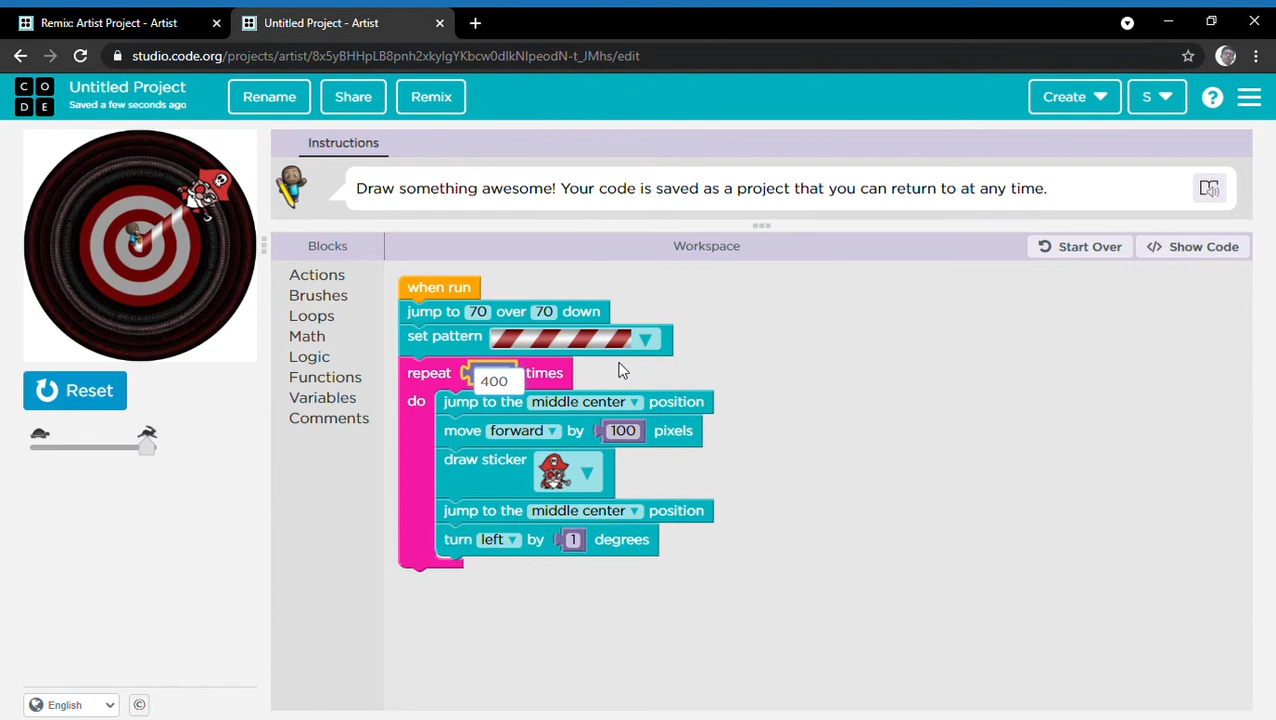 Remix: Artist Project - Artist
Untitled Project - Artist
studio.code.org/projects/artist/8x5yBHHpLB8pnh2xkylgYKbcw0dlkNlpeodN-t_JMhs/edit
C O
D E
Untitled Project
Saved a few seconds ago
Rename
Share
Remix
Create
S
?
Instructions
Draw something awesome! Your code is saved as a project that you can return to at any time.
Blocks
Workspace
Start Over
</> Show Code
Actions
Brushes
Loops
Math
Logic
Functions
Variables
Comments
when run
jump to 70 over 70 down
set pattern
repeat 400 times
do
jump to the middle center position
move forward by 100 pixels
draw sticker
jump to the middle center position
turn left by 1 degrees
Reset
English
©